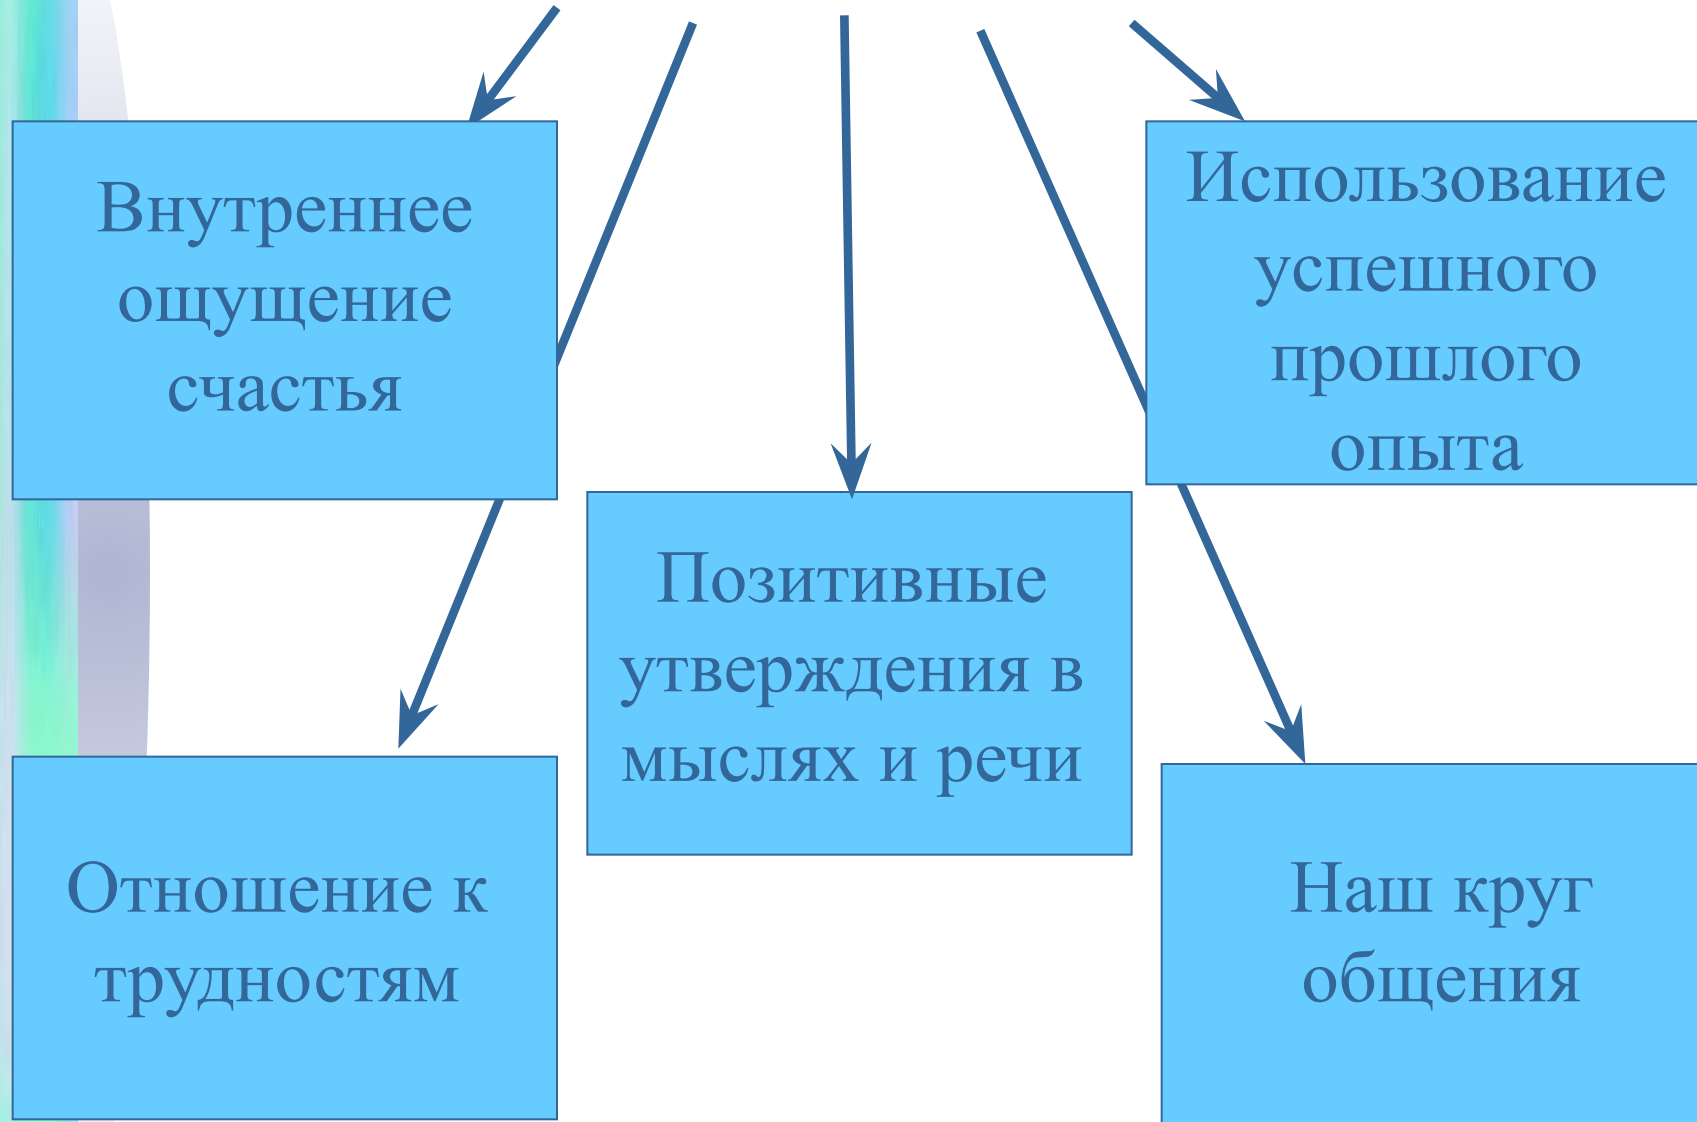 Внутреннее
ощущение
счастья
Использование
успешного
прошлого
опыта
Позитивные
утверждения в
мыслях и речи
Отношение к
трудностям
Наш круг
общения